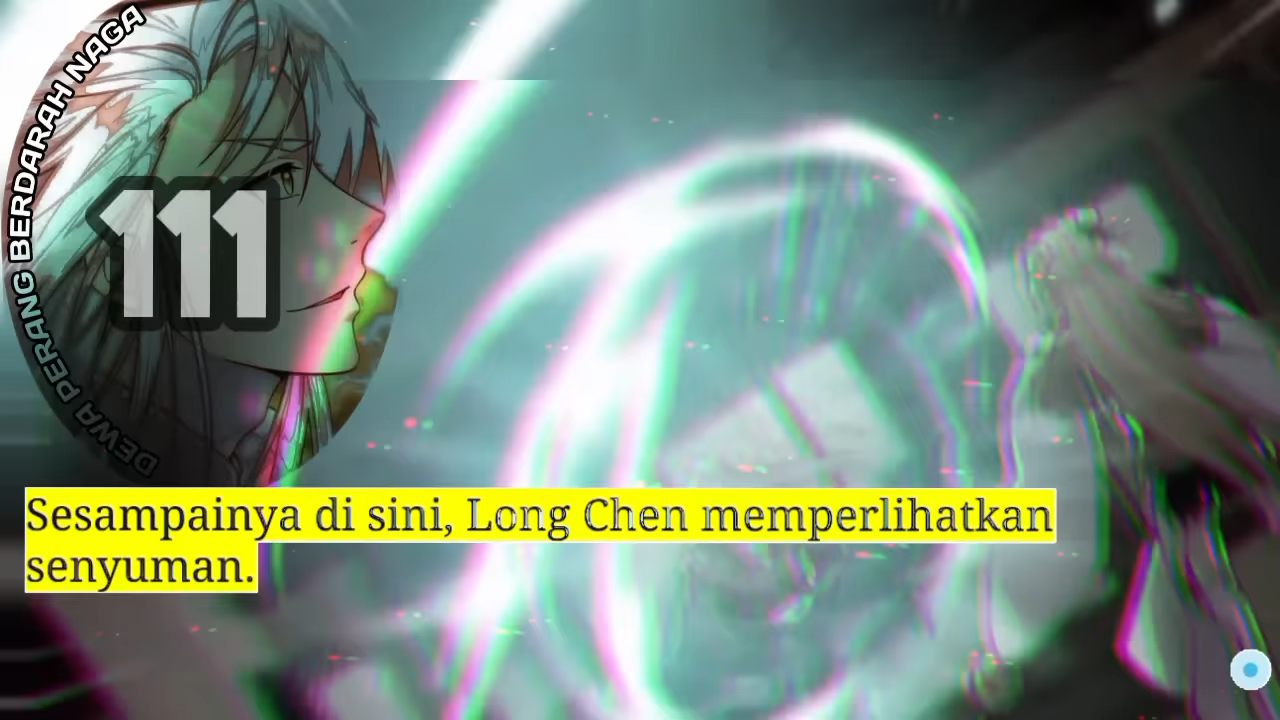 DEWA PERANG BERDARAH NAGA
111
Sesampainya di sini, Long Chen memperlihatkan
senyuman.